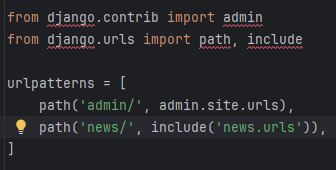 from django.contrib import admin
from django.urls import path, include

urlpatterns = [
    path('admin/', admin.site.urls),
    path('news/', include('news.urls')),
]